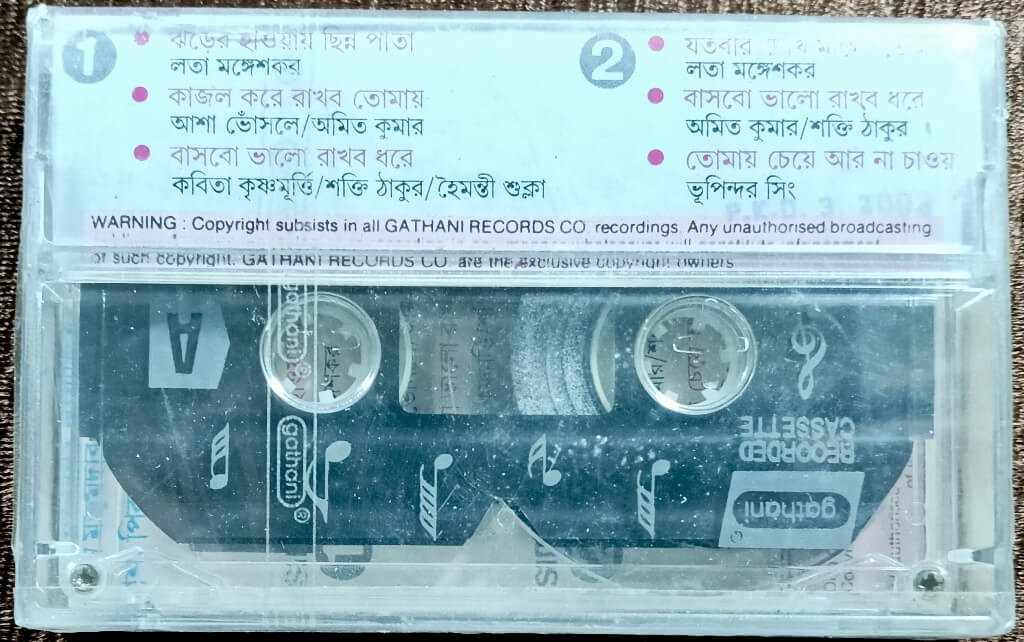 1
ঝড়ের হাওয়ায় ছিন্ন পাতা
লতা মঙ্গেশকর
কাজল করে রাখব তোমায়
আশা ভোঁসলে/অমিত কুমার
বাসবো ভালো রাখব ধরে
কবিতা কৃষ্ণমূর্ত্তি/শক্তি ঠাকুর/হৈমন্তী শুক্লা
2
যতবার
লতা মঙ্গেশকর
বাসবো ভালো রাখব ধরে
অমিত কুমার/শক্তি ঠাকুর
তোমায় চেয়ে আর না চাওয়া
ভূপিন্দর সিং
WARNING : Copyright subsists in all GATHANI RECORDS CO. recordings. Any unauthorised broadcasting
of such copyright. GATHANI RECORDS CO are the exclusive copyright owners
A
gathani
gathani ®
RECORDED
CASSETTE
gathani